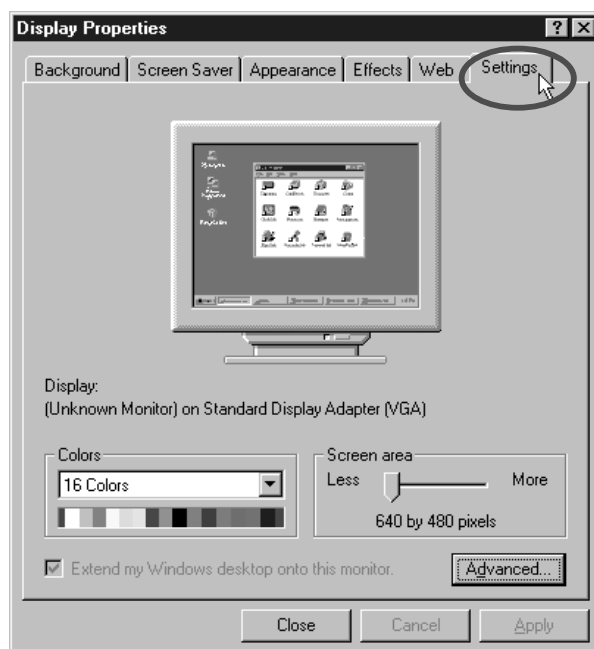 Display Properties
Background Screen Saver Appearance Effects Web Settings
Display:
(Unknown Monitor) on Standard Display Adapter (VGA)
Colors
16 Colors
Screen area
Less More
640 by 480 pixels
Extend my Windows desktop onto this monitor.
Advanced...
Close Cancel Apply